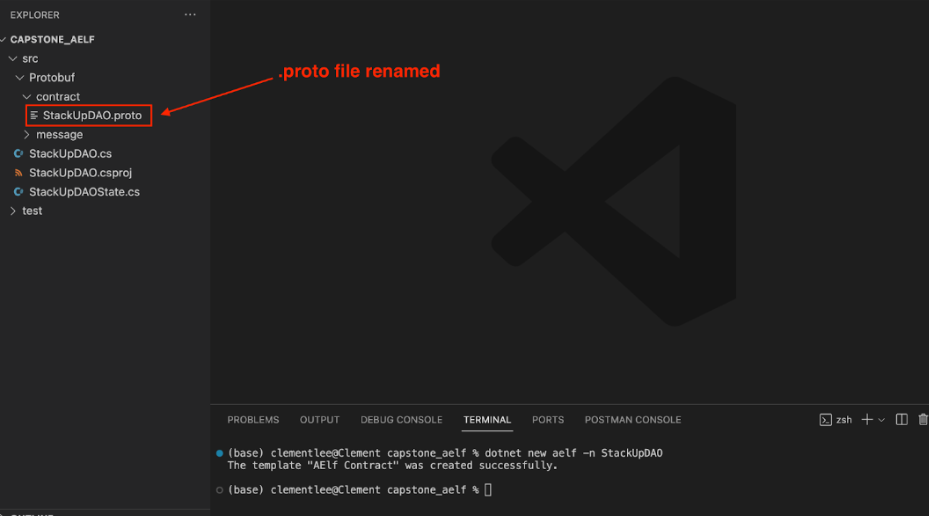 EXPLORER
CAPSTONE_AELF
src
Protobuf
contract
StackUpDAO.proto
message
StackUpDAO.cs
StackUpDAO.csproj
StackUpDAOState.cs
test
.proto file renamed
PROBLEMS OUTPUT DEBUG CONSOLE TERMINAL PORTS POSTMAN CONSOLE zsh
(base) clementlee@Clement capstone_aelf % dotnet new aelf -n StackUpDAO
The template "AElf Contract" was created successfully.
(base) clementlee@Clement capstone_aelf %